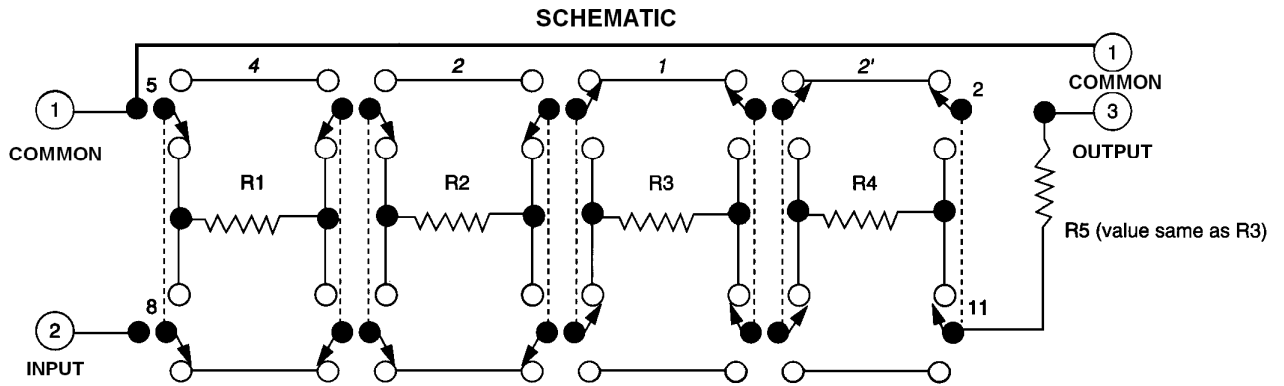 SCHEMATIC
1
COMMON
5
4
2
1
2'
2
1
COMMON
3
OUTPUT
R1
R2
R3
R4
R5 (value same as R3)
8
11
2
INPUT